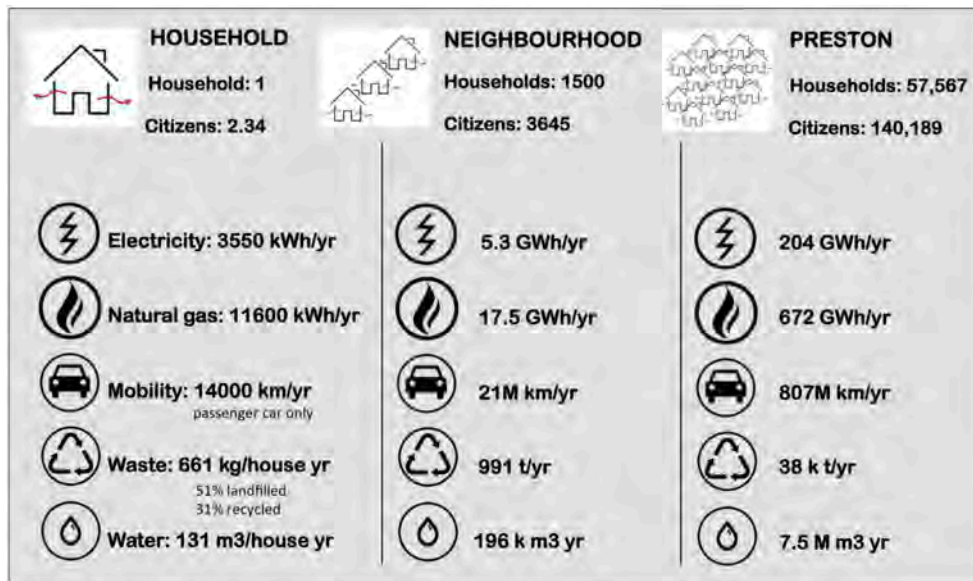 HOUSEHOLD
Household: 1
Citizens: 2.34
Electricity: 3550 kWh/yr
Natural gas: 11600 kWh/yr
Mobility: 14000 km/yr
passenger car only
Waste: 661 kg/house yr
51% landfilled
31% recycled
Water: 131 m3/house yr
NEIGHBOURHOOD
Households: 1500
Citizens: 3645
5.3 GWh/yr
17.5 GWh/yr
21M km/yr
991 t/yr
196 k m3 yr
PRESTON
Households: 57,567
Citizens: 140,189
204 GWh/yr
672 GWh/yr
807M km/yr
38 k t/yr
7.5 M m3 yr